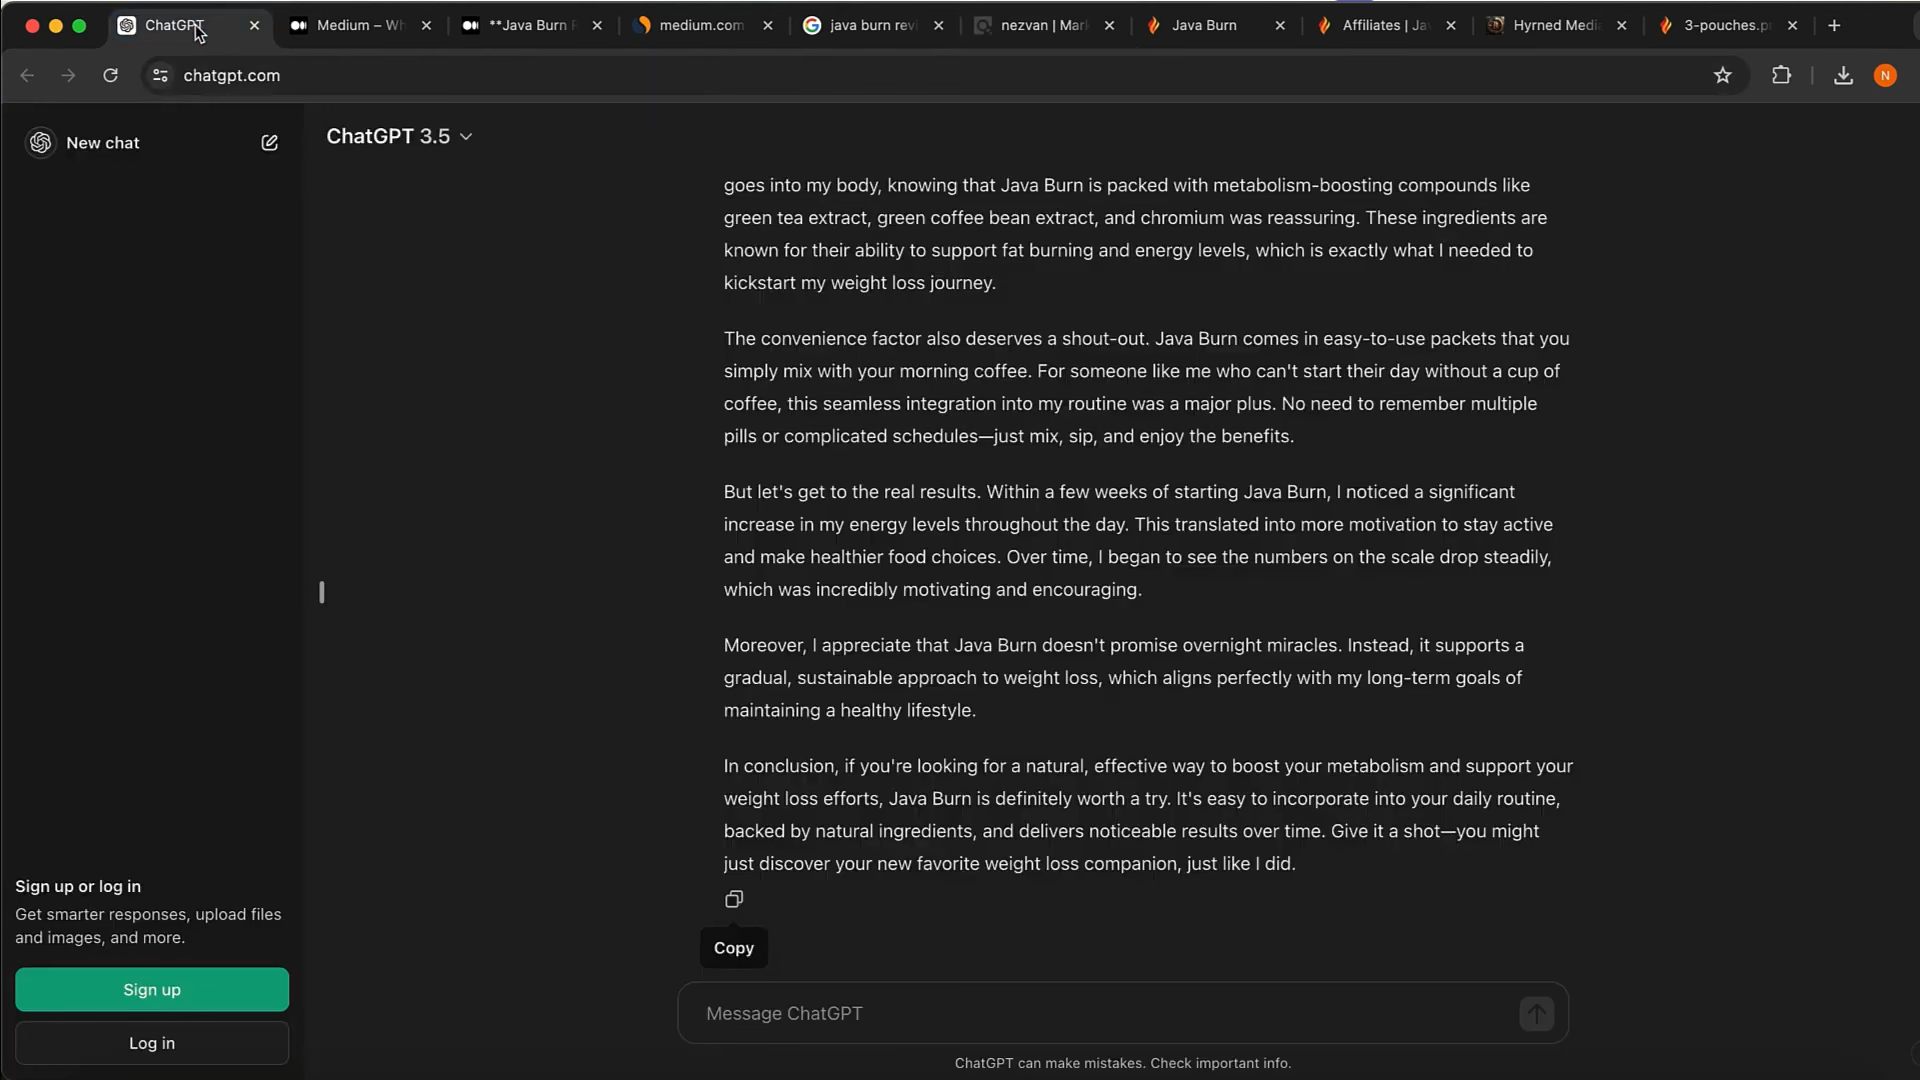 ChatGPT
Medium – Wh
**Java Burn R
medium.com
java burn revi
nezvan | Mark
Java Burn
Affiliates | Jav
Hyrned Media
3-pouches.pn
chatgpt.com
N
New chat
ChatGPT 3.5
goes into my body, knowing that Java Burn is packed with metabolism-boosting compounds like
green tea extract, green coffee bean extract, and chromium was reassuring. These ingredients are
known for their ability to support fat burning and energy levels, which is exactly what I needed to
kickstart my weight loss journey.
The convenience factor also deserves a shout-out. Java Burn comes in easy-to-use packets that you
simply mix with your morning coffee. For someone like me who can't start their day without a cup of
coffee, this seamless integration into my routine was a major plus. No need to remember multiple
pills or complicated schedules—just mix, sip, and enjoy the benefits.
But let's get to the real results. Within a few weeks of starting Java Burn, I noticed a significant
increase in my energy levels throughout the day. This translated into more motivation to stay active
and make healthier food choices. Over time, I began to see the numbers on the scale drop steadily,
which was incredibly motivating and encouraging.
Moreover, I appreciate that Java Burn doesn't promise overnight miracles. Instead, it supports a
gradual, sustainable approach to weight loss, which aligns perfectly with my long-term goals of
maintaining a healthy lifestyle.
In conclusion, if you're looking for a natural, effective way to boost your metabolism and support your
weight loss efforts, Java Burn is definitely worth a try. It's easy to incorporate into your daily routine,
backed by natural ingredients, and delivers noticeable results over time. Give it a shot—you might
just discover your new favorite weight loss companion, just like I did.
Copy
Sign up or log in
Get smarter responses, upload files
and images, and more.
Sign up
Log in
Message ChatGPT
ChatGPT can make mistakes. Check important info.